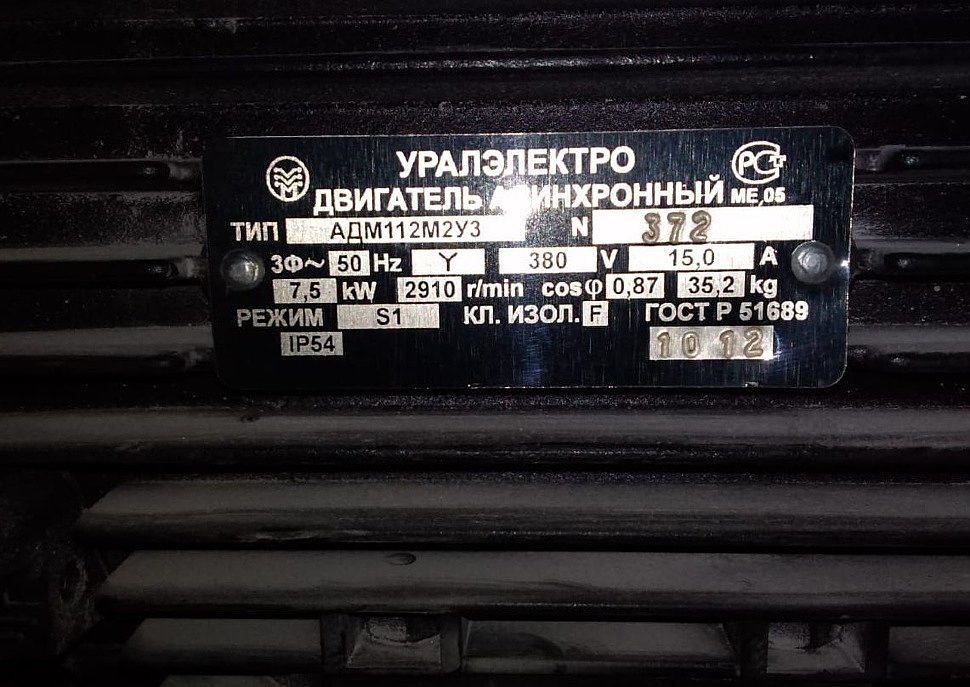 УРАЛЭЛЕКТРО
ДВИГАТЕЛЬ АСИНХРОННЫЙ МЕ,05
ТИП АДМ112М2У3 N 372
3Ф~ 50 Hz Y 380 V 15,0 A
7,5 kW 2910 r/min cosφ 0,87 35,2 kg
РЕЖИМ S1 КЛ. ИЗОЛ. F ГОСТ Р 51689
IP54 10 12